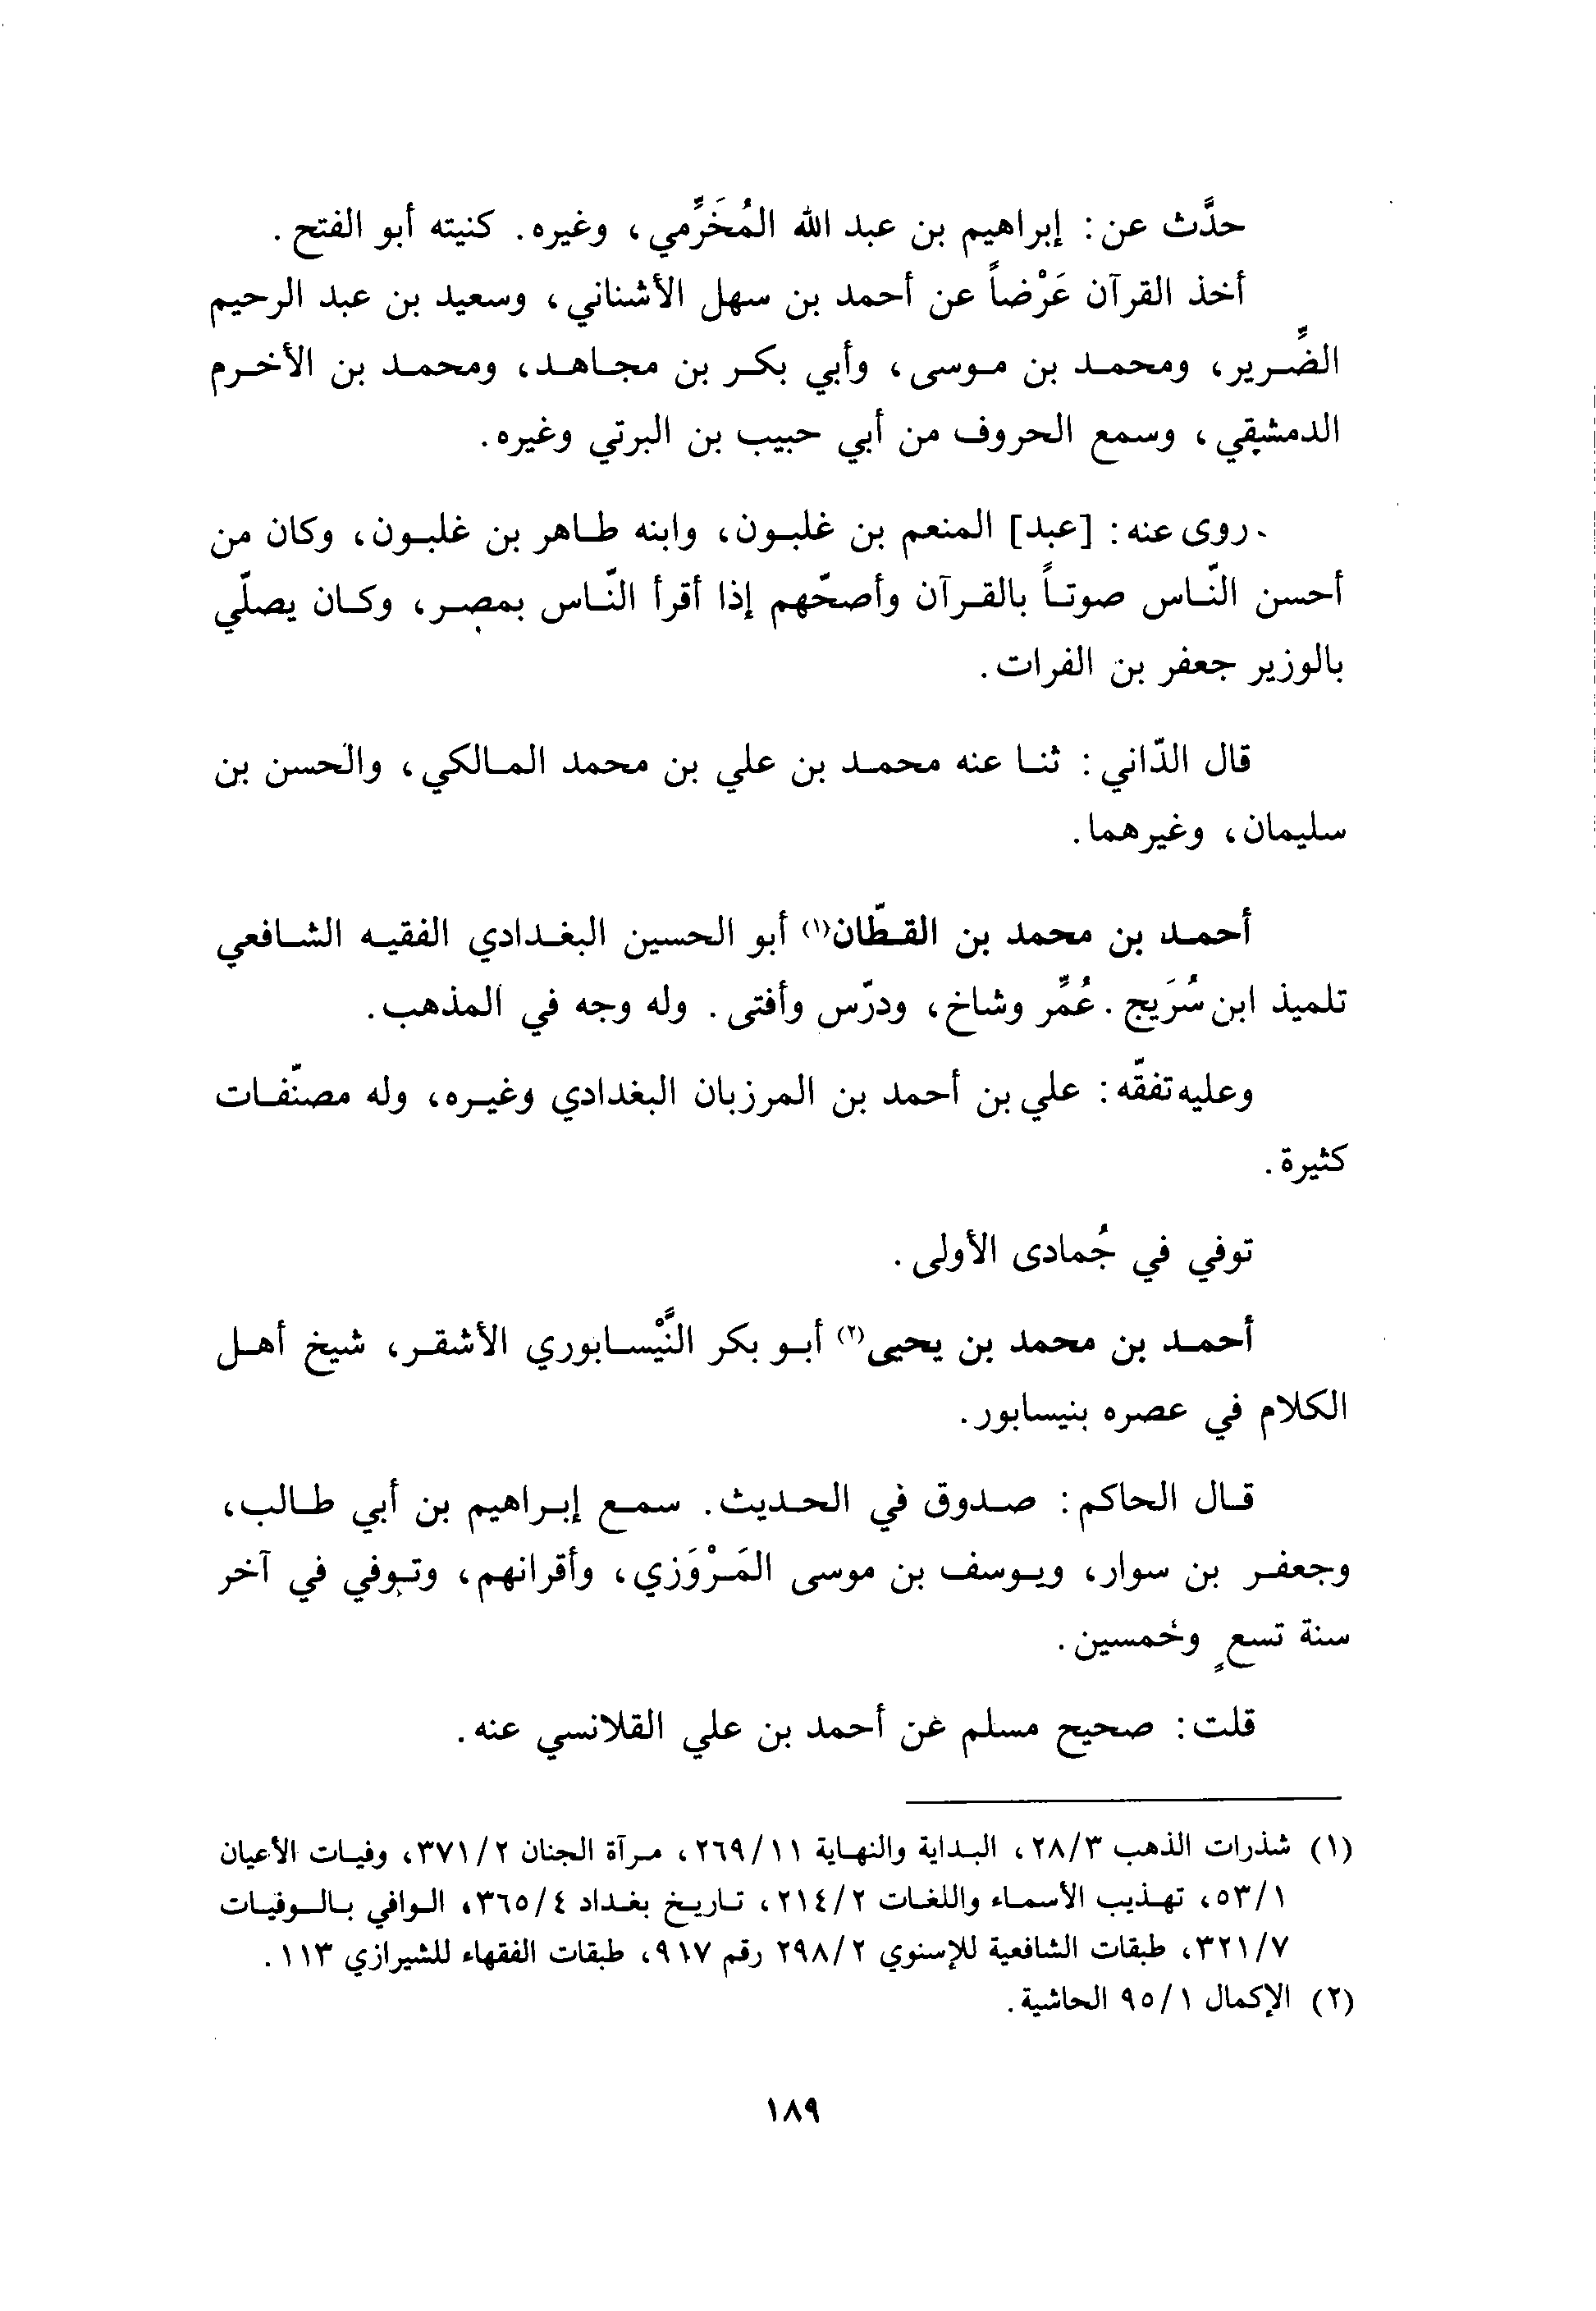 حدَّث عن: إبراهيم بن عبد الله المُخَرِّمي، وغيره. كنيته أبو الفتح.
أخذ القرآن عَرْضاً عن أحمد بن سهل الأشناني، وسعيد بن عبد الرحيم
الضَّرير، ومحمد بن موسى، وأبي بكر بن مجاهد، ومحمد بن الأخرم
الدمشقي، وسمع الحروف من أبي حبيب بن البرتي وغيره.
روى عنه: [عبد] المنعم بن غلبون، وابنه طاهر بن غلبون، وكان من
أحسن النّاس صوتاً بالقرآن وأصحّهم إذا أقرأ النّاس بمصر، وكان يصلّي
بالوزير جعفر بن الفرات.
قال الدّاني: ثنا عنه محمد بن علي بن محمد المالكي، والحسن بن
سليمان، وغيرهما.
أحمد بن محمد بن القطّان(١) أبو الحسين البغدادي الفقيه الشافعي
تلميذ ابن سُرَيج. عُمِّر وشاخ، ودرّس وأفتى. وله وجه في المذهب.
وعليه تفقّه: علي بن أحمد بن المرزبان البغدادي وغيره، وله مصنّفات
كثيرة.
توفي في جُمادى الأولى.
أحمد بن محمد بن يحيى(٢) أبو بكر النَّيْسابوري الأشقر، شيخ أهل
الكلام في عصره بنيسابور.
قال الحاكم: صدوق في الحديث. سمع إبراهيم بن أبي طالب،
وجعفر بن سوار، ويوسف بن موسى المَرْوَزي، وأقرانهم، وتوفي في آخر
سنة تسعٍ وخمسين.
قلت: صحيح مسلم عن أحمد بن علي القلانسي عنه.
(١) شذرات الذهب ٢٨/٣، البداية والنهاية ٢٦٩/١١، مرآة الجنان ٣٧١/٢، وفيات الأعيان
٥٣/١، تهذيب الأسماء واللغات ٢١٤/٢، تاريخ بغداد ٣٦٥/٤، الوافي بالوفيات
٣٢١/٧، طبقات الشافعية للإسنوي ٢٩٨/٢ رقم ٩١٧، طبقات الفقهاء للشيرازي ١١٣.
(٢) الإكمال ٩٥/١ الحاشية.
١٨٩